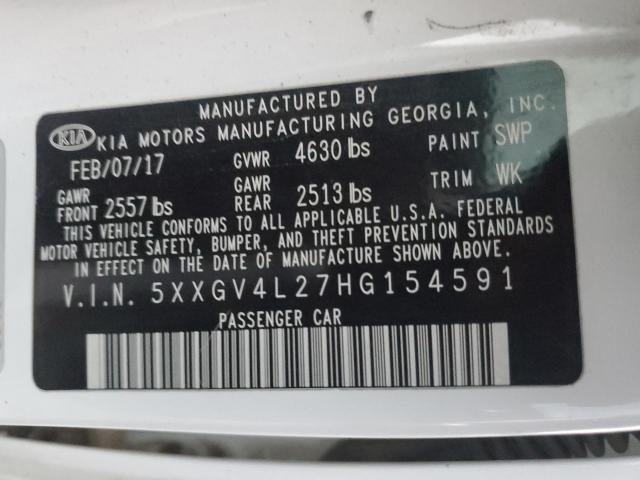 MANUFACTURED BY
KIA KIA MOTORS MANUFACTURING GEORGIA, INC.
FEB/07/17 GVWR 4630 lbs PAINT SWP
GAWR FRONT 2557 lbs GAWR REAR 2513 lbs TRIM WK
THIS VEHICLE CONFORMS TO ALL APPLICABLE U.S.A. FEDERAL
MOTOR VEHICLE SAFETY, BUMPER, AND THEFT PREVENTION STANDARDS
IN EFFECT ON THE DATE OF MANUFACTURE SHOWN ABOVE.
V.I.N. 5XXGV4L27HG154591
PASSENGER CAR